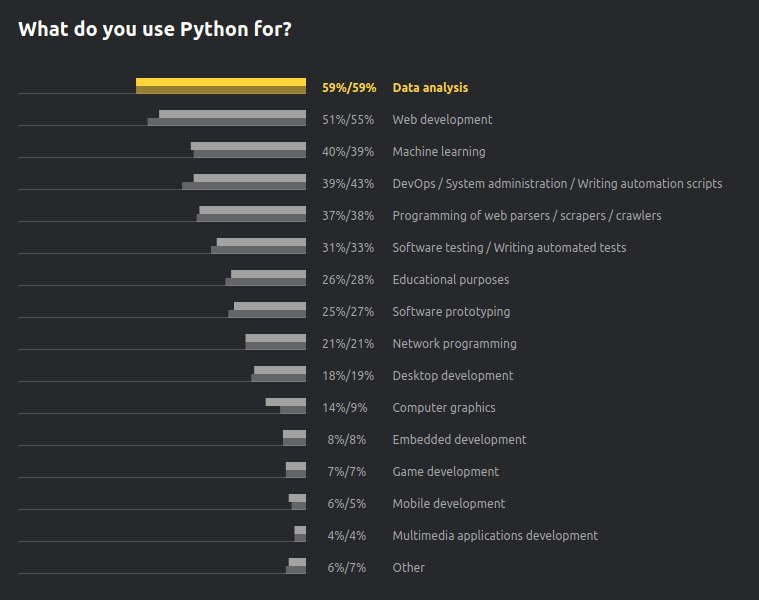 What do you use Python for?
59%/59% Data analysis
51%/55% Web development
40%/39% Machine learning
39%/43% DevOps / System administration / Writing automation scripts
37%/38% Programming of web parsers / scrapers / crawlers
31%/33% Software testing / Writing automated tests
26%/28% Educational purposes
25%/27% Software prototyping
21%/21% Network programming
18%/19% Desktop development
14%/9% Computer graphics
8%/8% Embedded development
7%/7% Game development
6%/5% Mobile development
4%/4% Multimedia applications development
6%/7% Other